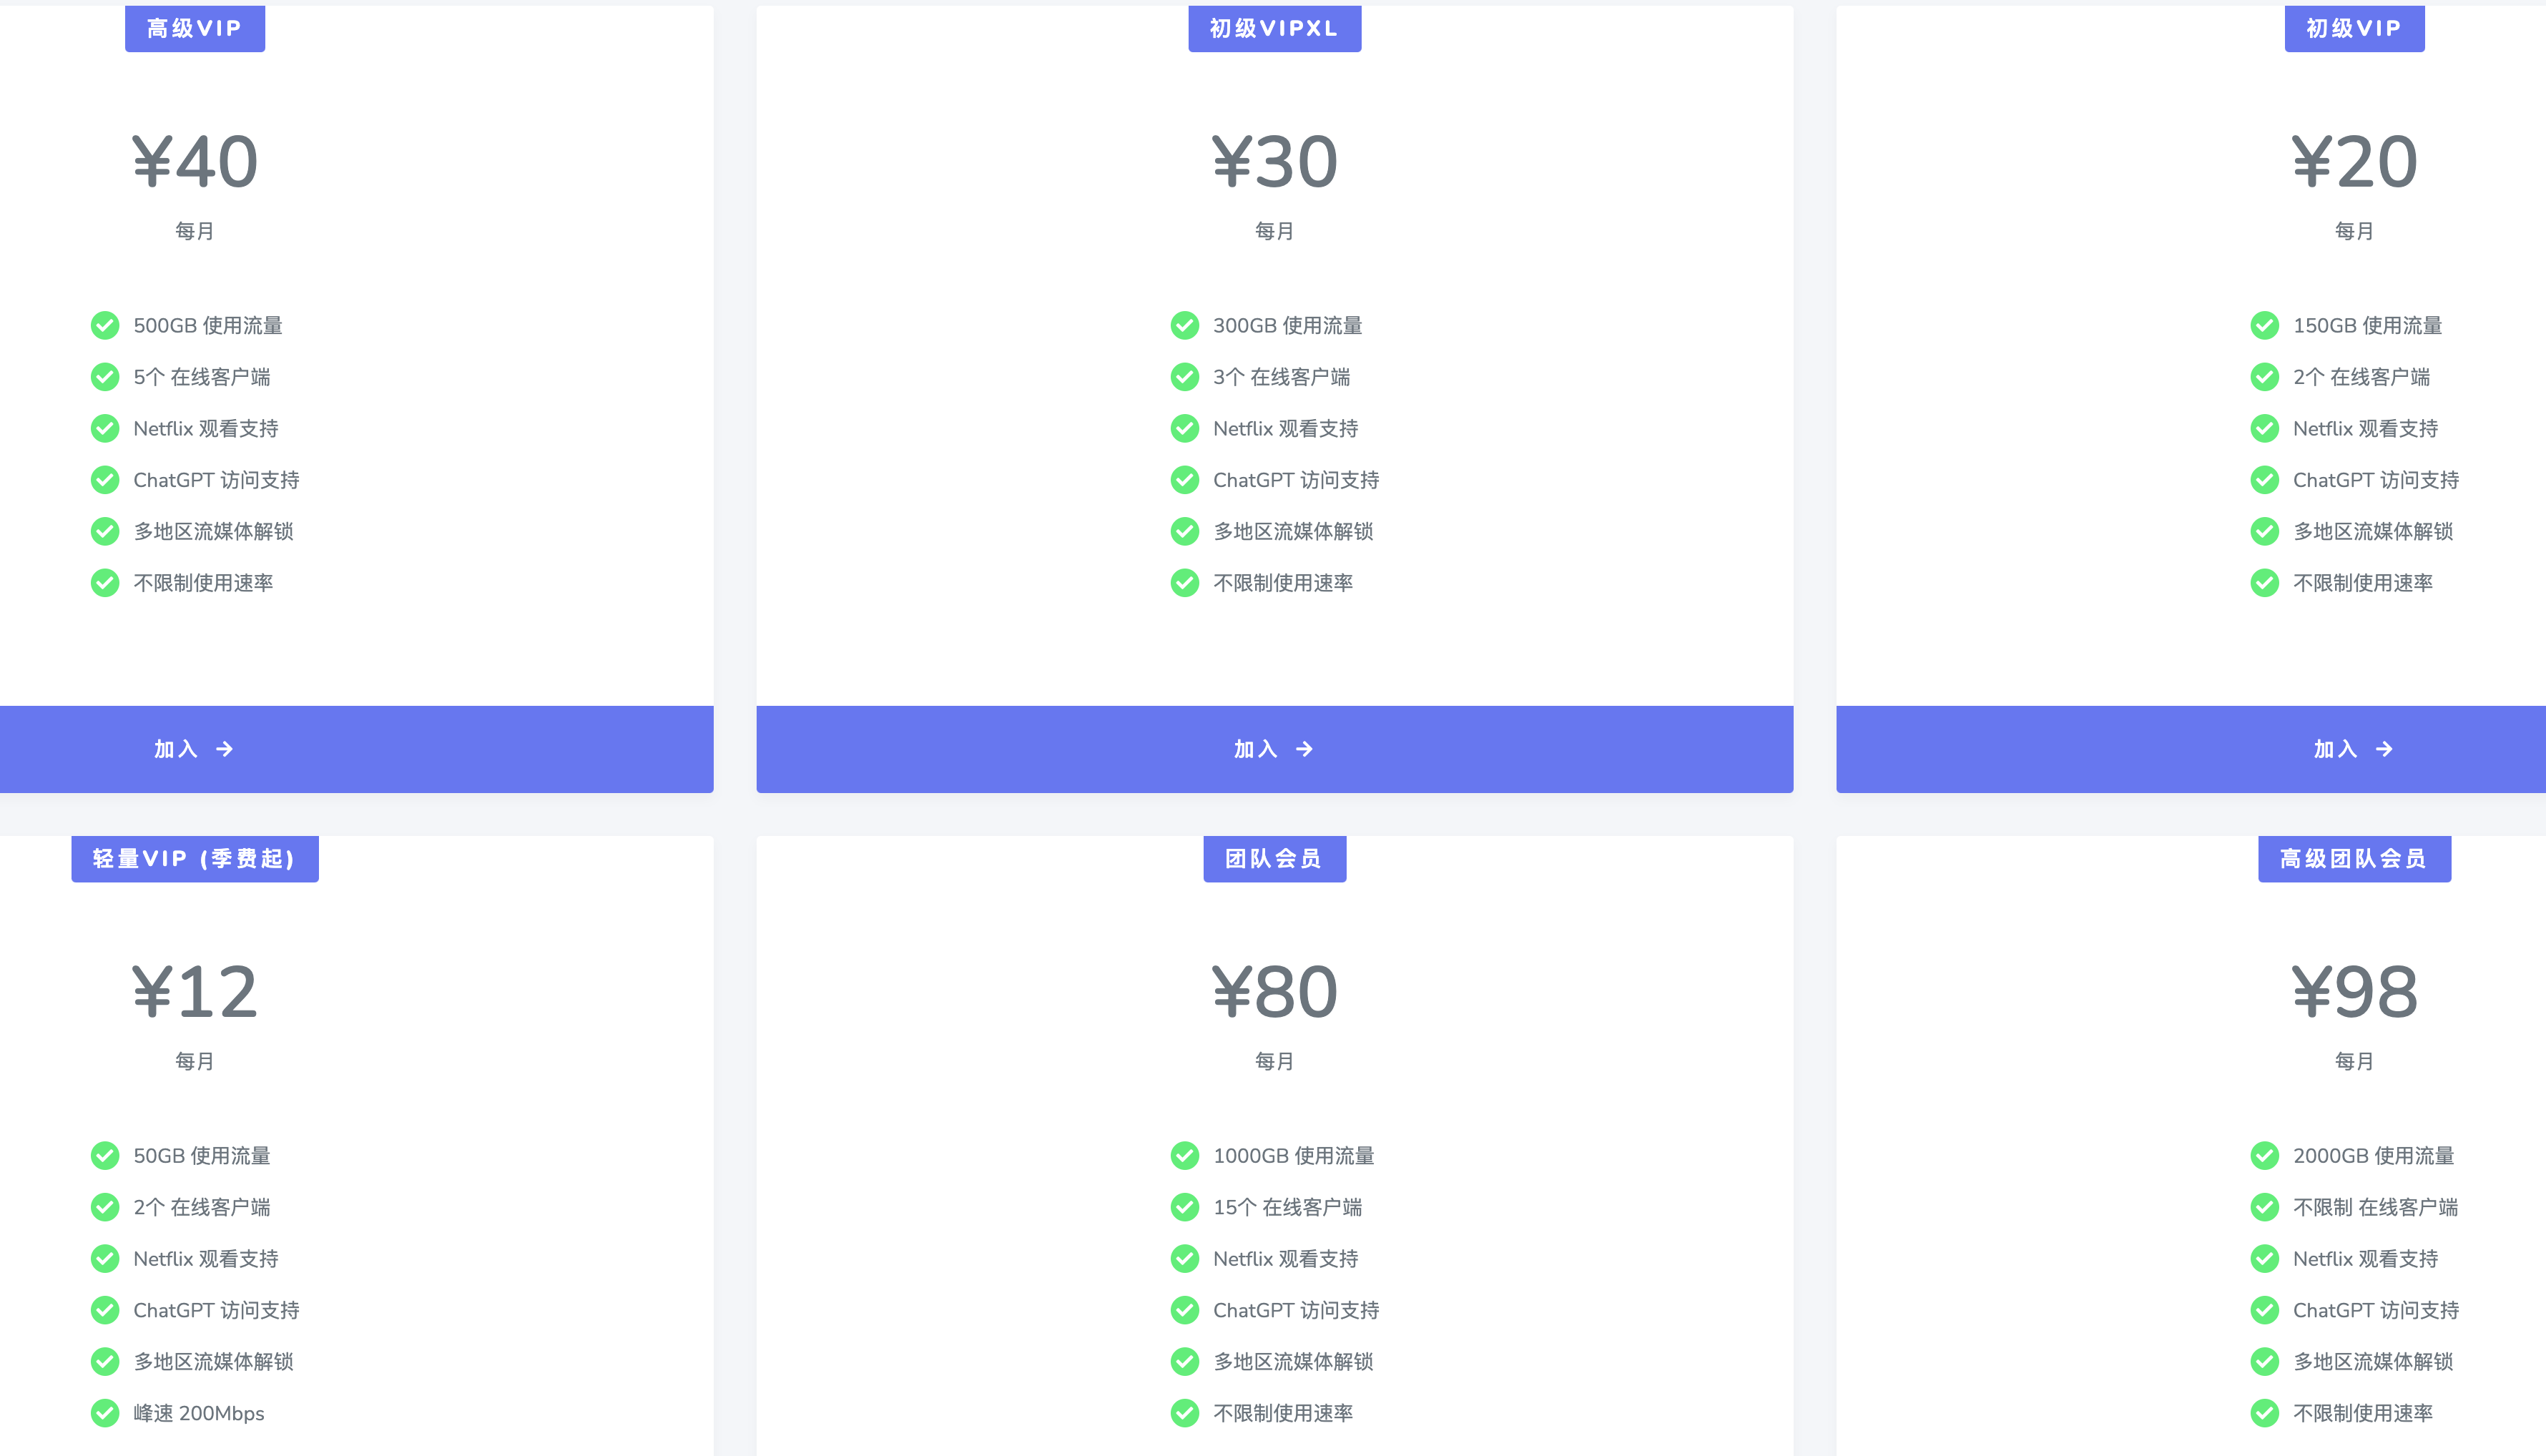 高级VIP
¥40
每月
500GB 使用流量
5个 在线客户端
Netflix 观看支持
ChatGPT 访问支持
多地区流媒体解锁
不限制使用速率
加入 →
初级VIPXL
¥30
每月
300GB 使用流量
3个 在线客户端
Netflix 观看支持
ChatGPT 访问支持
多地区流媒体解锁
不限制使用速率
加入 →
初级VIP
¥20
每月
150GB 使用流量
2个 在线客户端
Netflix 观看支持
ChatGPT 访问支持
多地区流媒体解锁
不限制使用速率
加入 →
轻量VIP (季费起)
¥12
每月
50GB 使用流量
2个 在线客户端
Netflix 观看支持
ChatGPT 访问支持
多地区流媒体解锁
峰速 200Mbps
团队会员
¥80
每月
1000GB 使用流量
15个 在线客户端
Netflix 观看支持
ChatGPT 访问支持
多地区流媒体解锁
不限制使用速率
高级团队会员
¥98
每月
2000GB 使用流量
不限制 在线客户端
Netflix 观看支持
ChatGPT 访问支持
多地区流媒体解锁
不限制使用速率